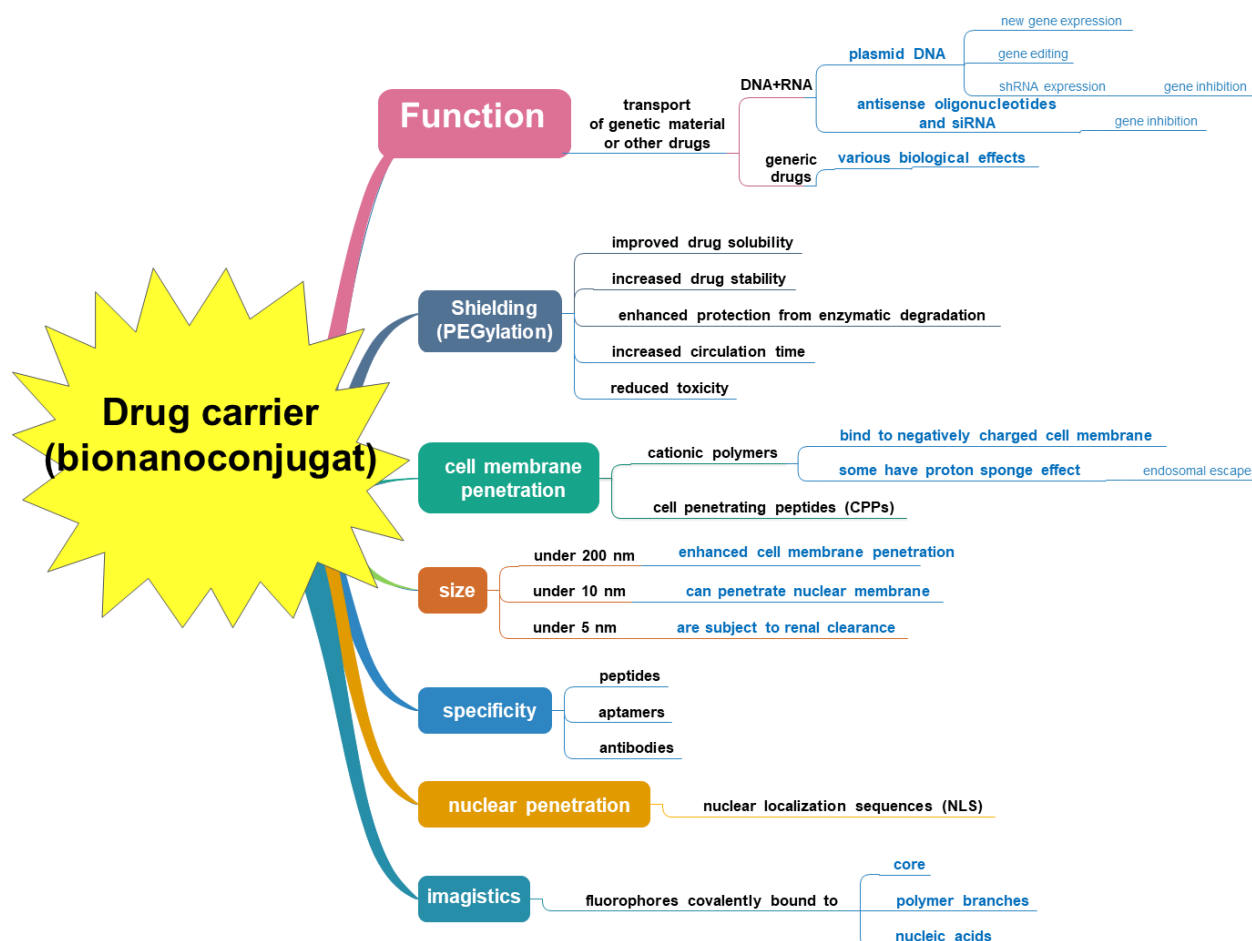 Drug carrier
(bionanoconjugat)
Function
transport
of genetic material
or other drugs
DNA+RNA
plasmid DNA
new gene expression
gene editing
shRNA expression
gene inhibition
antisense oligonucleotides
and siRNA
gene inhibition
generic
drugs
various biological effects
Shielding
(PEGylation)
improved drug solubility
increased drug stability
enhanced protection from enzymatic degradation
increased circulation time
reduced toxicity
cell membrane
penetration
cationic polymers
bind to negatively charged cell membrane
some have proton sponge effect
endosomal escape
cell penetrating peptides (CPPs)
size
under 200 nm
enhanced cell membrane penetration
under 10 nm
can penetrate nuclear membrane
under 5 nm
are subject to renal clearance
specificity
peptides
aptamers
antibodies
nuclear penetration
nuclear localization sequences (NLS)
imagistics
fluorophores covalently bound to
core
polymer branches
nucleic acids